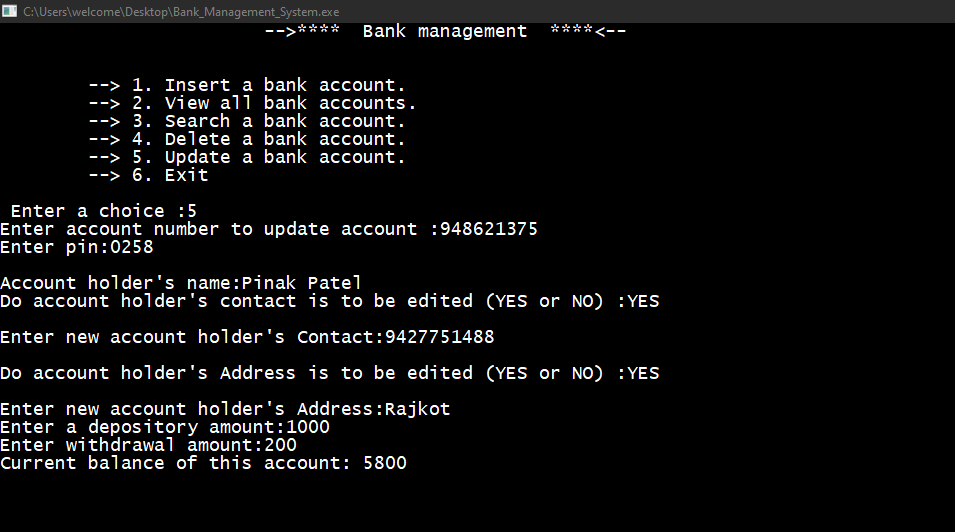 C:\Users\welcome\Desktop\Bank_Management_System.exe
-->**** Bank management ****<--
--> 1. Insert a bank account.
--> 2. View all bank accounts.
--> 3. Search a bank account.
--> 4. Delete a bank account.
--> 5. Update a bank account.
--> 6. Exit
Enter a choice :5
Enter account number to update account :948621375
Enter pin:0258
Account holder's name:Pinak Patel
Do account holder's contact is to be edited (YES or NO) :YES
Enter new account holder's Contact:9427751488
Do account holder's Address is to be edited (YES or NO) :YES
Enter new account holder's Address:Rajkot
Enter a depository amount:1000
Enter withdrawal amount:200
Current balance of this account: 5800